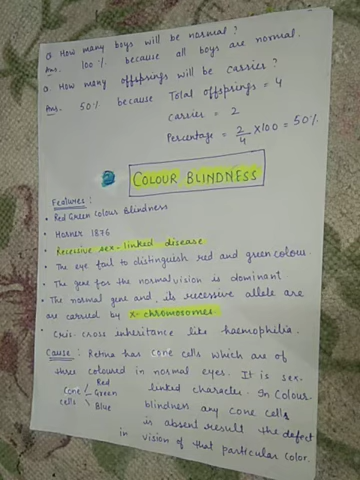 Q How many boys will be normal?
Ans. 100% because all boys are normal.
Q How many offsprings will be carrier?
Ans. 50% because Total offsprings = 4
carrier = 2
Percentage = 2/4 x100 = 50%
COLOUR BLINDNESS
Features:
• Red Green Colour Blindness
• Horner 1876
• Recessive sex-linked disease
• The eye fail to distinguish red and green colour.
• The gene for the normal vision is dominant
• The normal gene and its recessive allele are
are carried by X-chromosomes.
• Criss-cross inheritance like haemophilia.
Cause: Retina has cone cells which are of
three coloured in normal eyes. It is sex-
Cone cells Red Green Blue
linked character. In Colour-
blindness any cone cells
is absent result the defect
in vision of that particular color.